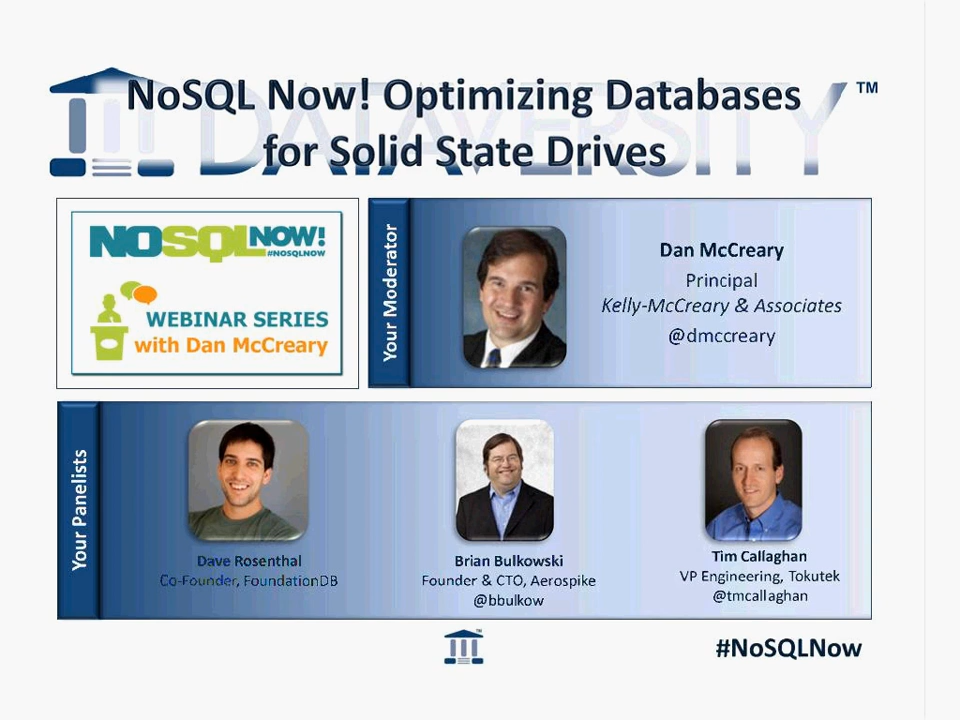 NoSQL Now! Optimizing Databases
for Solid State Drives
DATAVERSITY ™
NOSQLNOW!
#NOSQLNOW
WEBINAR SERIES
with Dan McCreary
Your Moderator
Dan McCreary
Principal
Kelly-McCreary & Associates
@dmccreary
Your Panelists
Dave Rosenthal
Co-Founder, FoundationDB
Brian Bulkowski
Founder & CTO, Aerospike
@bbulkow
Tim Callaghan
VP Engineering, Tokutek
@tmcallaghan
™
#NoSQLNow